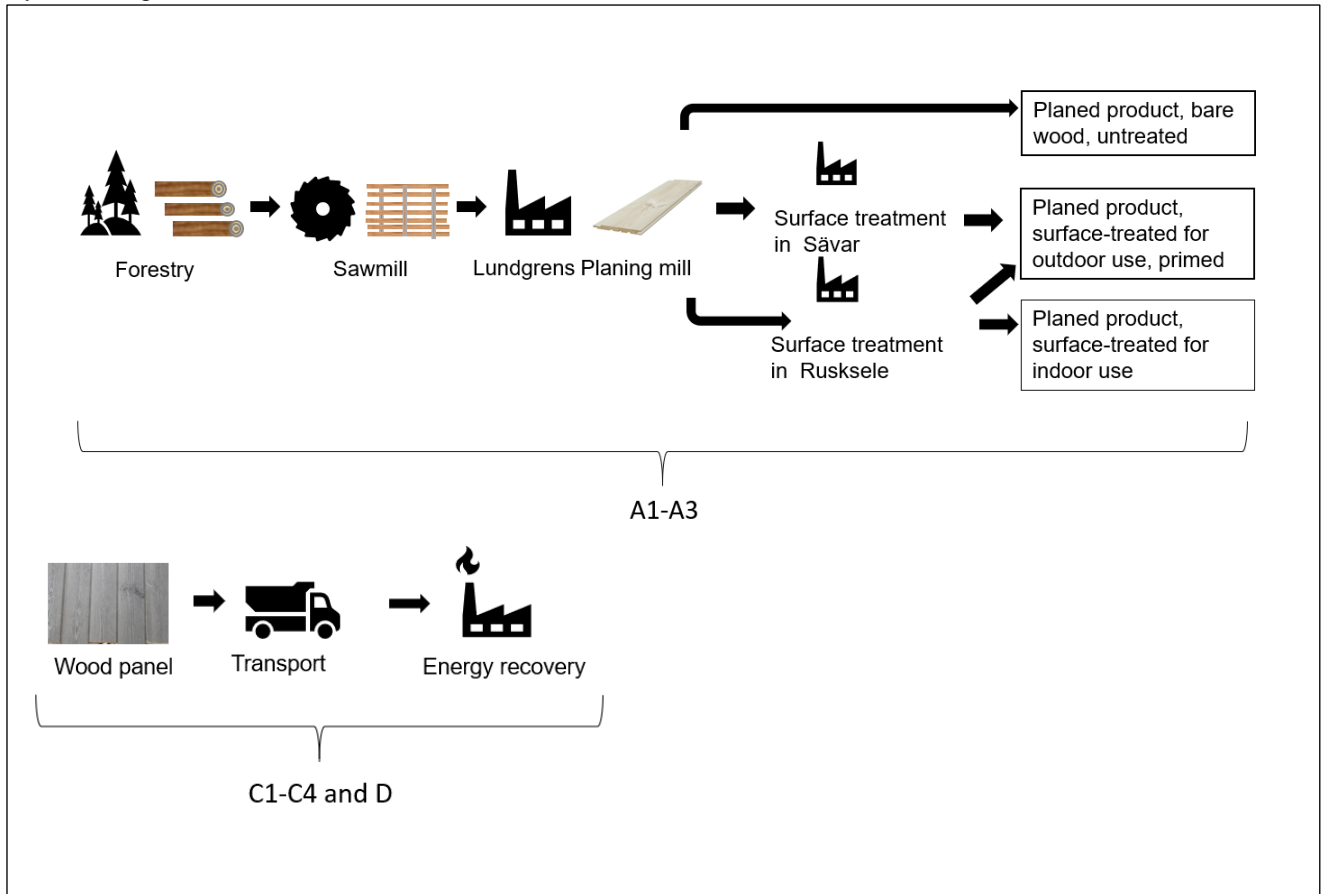 Planed product, bare
wood, untreated
Surface treatment
in Sävar
Planed product,
surface-treated for
outdoor use, primed
Forestry
Sawmill
Lundgrens Planing mill
Surface treatment
in Rusksele
Planed product,
surface-treated for
indoor use
A1-A3
Wood panel
Transport
Energy recovery
C1-C4 and D